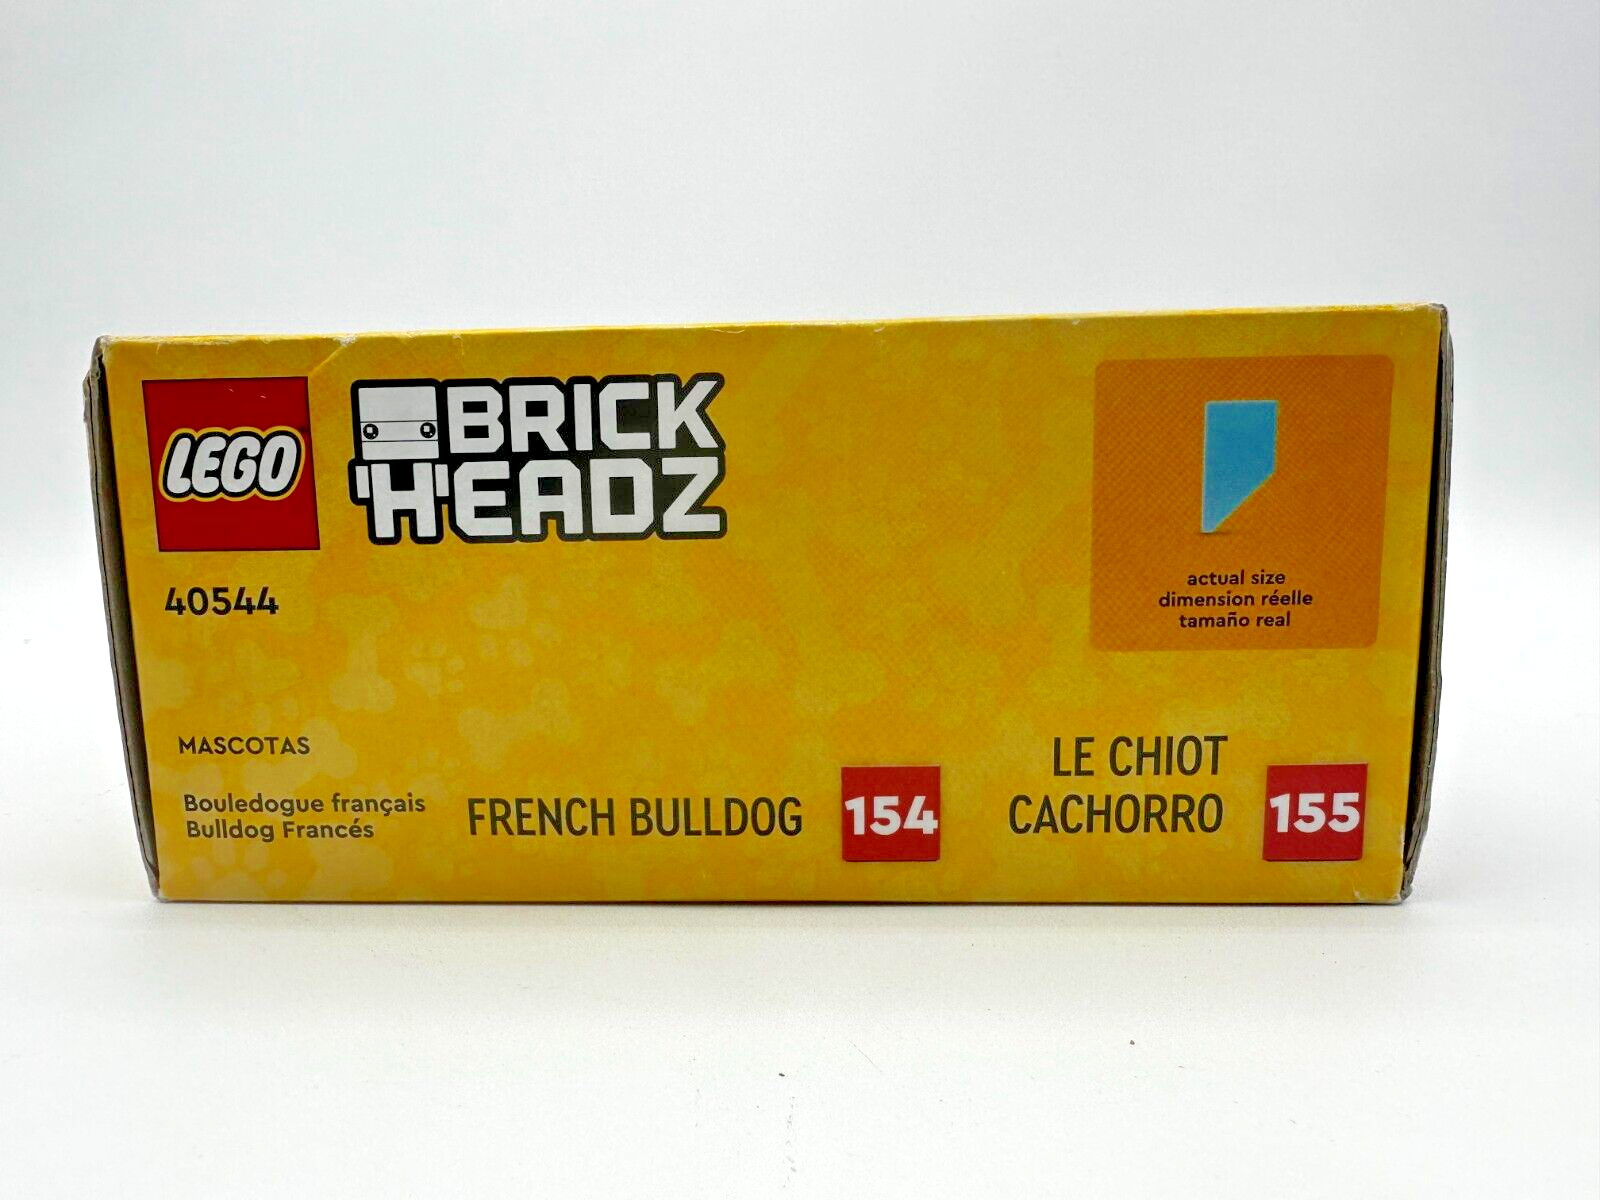 LEGO
BRICK
'H'EADZ
40544
actual size
dimension réelle
tamaño real
MASCOTAS
Bouledogue français
Bulldog Francés
FRENCH BULLDOG
154
LE CHIOT
CACHORRO
155